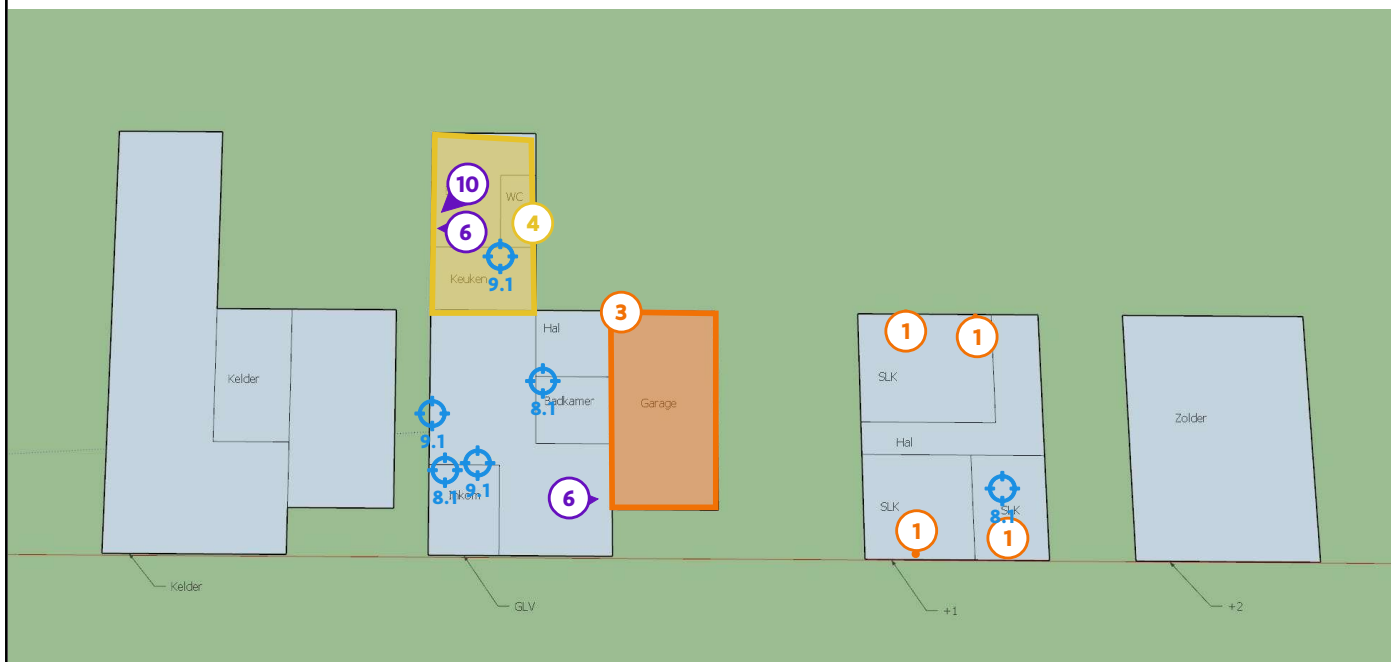 10
WC
4
6
Keuken
9.1
3
Hal
1
1
Kelder
8.1
Badkamer
SLK
Garage
9.1
Zolder
Hal
8.1
9.1
Inkom
6
SLK
SLK
8.1
1
1
Kelder
GLV
+1
+2